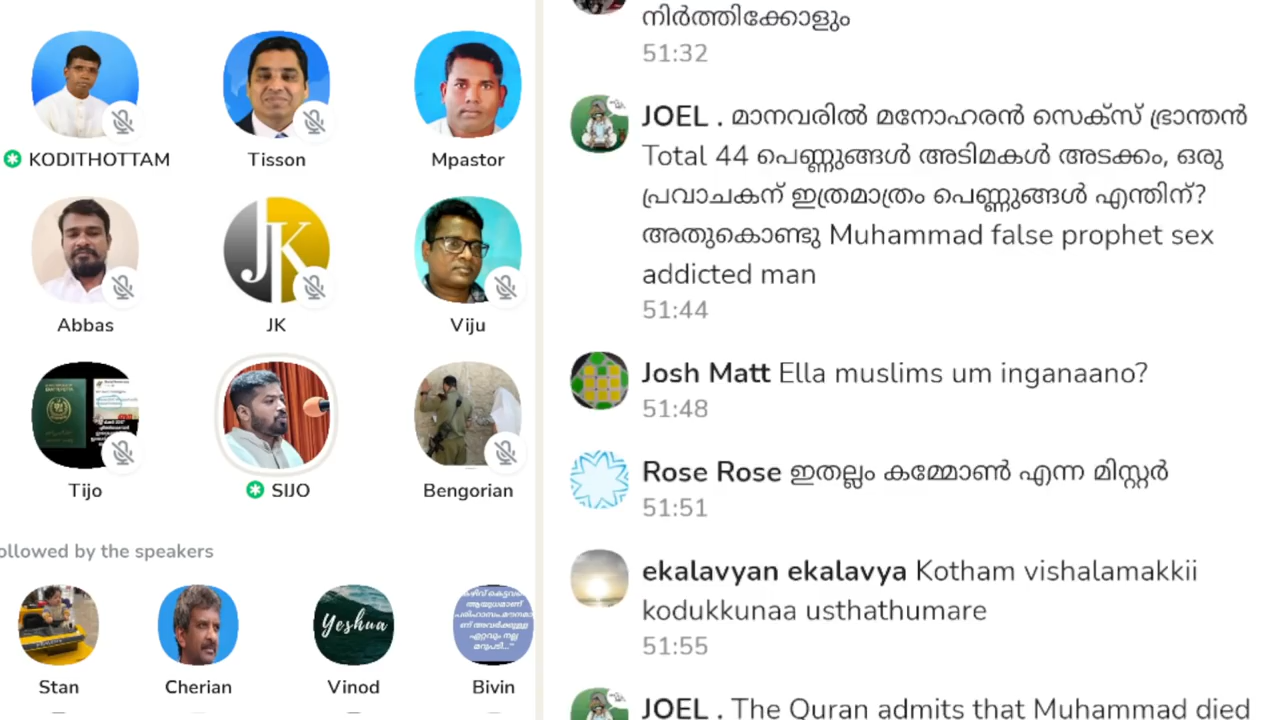 KODITHOTTAM
Tisson
Mpastor
Abbas
JK
JK
Viju
Tijo
SIJO
Bengorian
ollowed by the speakers
Yeshua
ആയുധമാണ്
Stan
Cherian
Vinod
Bivin
നിർത്തിക്കോളും
51:32
JOEL . മാനവരിൽ മനോഹരൻ സെക്സ് ഭ്രാന്തൻ
Total 44 പെണ്ണുങ്ങൾ അടിമകൾ അടക്കം, ഒരു
പ്രവാചകന് ഇത്രമാത്രം പെണ്ണുങ്ങൾ എന്തിന്?
അതുകൊണ്ടു Muhammad false prophet sex
addicted man
51:44
Josh Matt Ella muslims um inganaano?
51:48
Rose Rose ഇതല്ലം കമ്മോൺ എന്ന മിസ്റ്റർ
51:51
ekalavyan ekalavya Kotham vishalamakkii
kodukkunaa usthathumare
51:55
JOEL . The Quran admits that Muhammad died